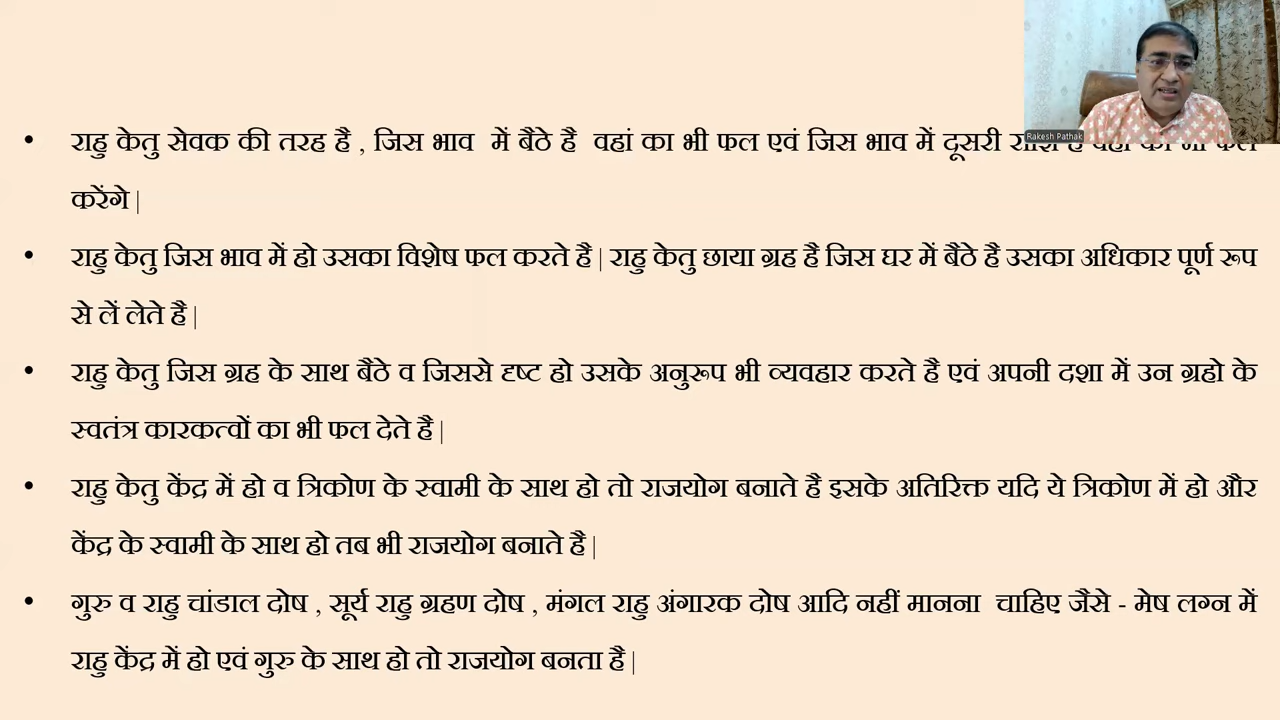 • राहु केतु सेवक की तरह है , जिस भाव में बैठे है वहां का भी फल एवं जिस भाव में दूसरी
Rakesh Pathak
करेंगे |
• राहु केतु जिस भाव में हो उसका विशेष फल करते है | राहु केतु छाया ग्रह है जिस घर में बैठे है उसका अधिकार पूर्ण रूप
से लें लेते है |
• राहु केतु जिस ग्रह के साथ बैठे व जिससे दृष्ट हो उसके अनुरूप भी व्यवहार करते है एवं अपनी दशा में उन ग्रहो के
स्वतंत्र कारकत्वों का भी फल देते है |
• राहु केतु केंद्र में हो व त्रिकोण के स्वामी के साथ हो तो राजयोग बनाते है इसके अतिरिक्त यदि ये त्रिकोण में हो और
केंद्र के स्वामी के साथ हो तब भी राजयोग बनाते है |
• गुरु व राहु चांडाल दोष , सूर्य राहु ग्रहण दोष , मंगल राहु अंगारक दोष आदि नहीं मानना चाहिए जैसे - मेष लग्न में
राहु केंद्र में हो एवं गुरु के साथ हो तो राजयोग बनता है |